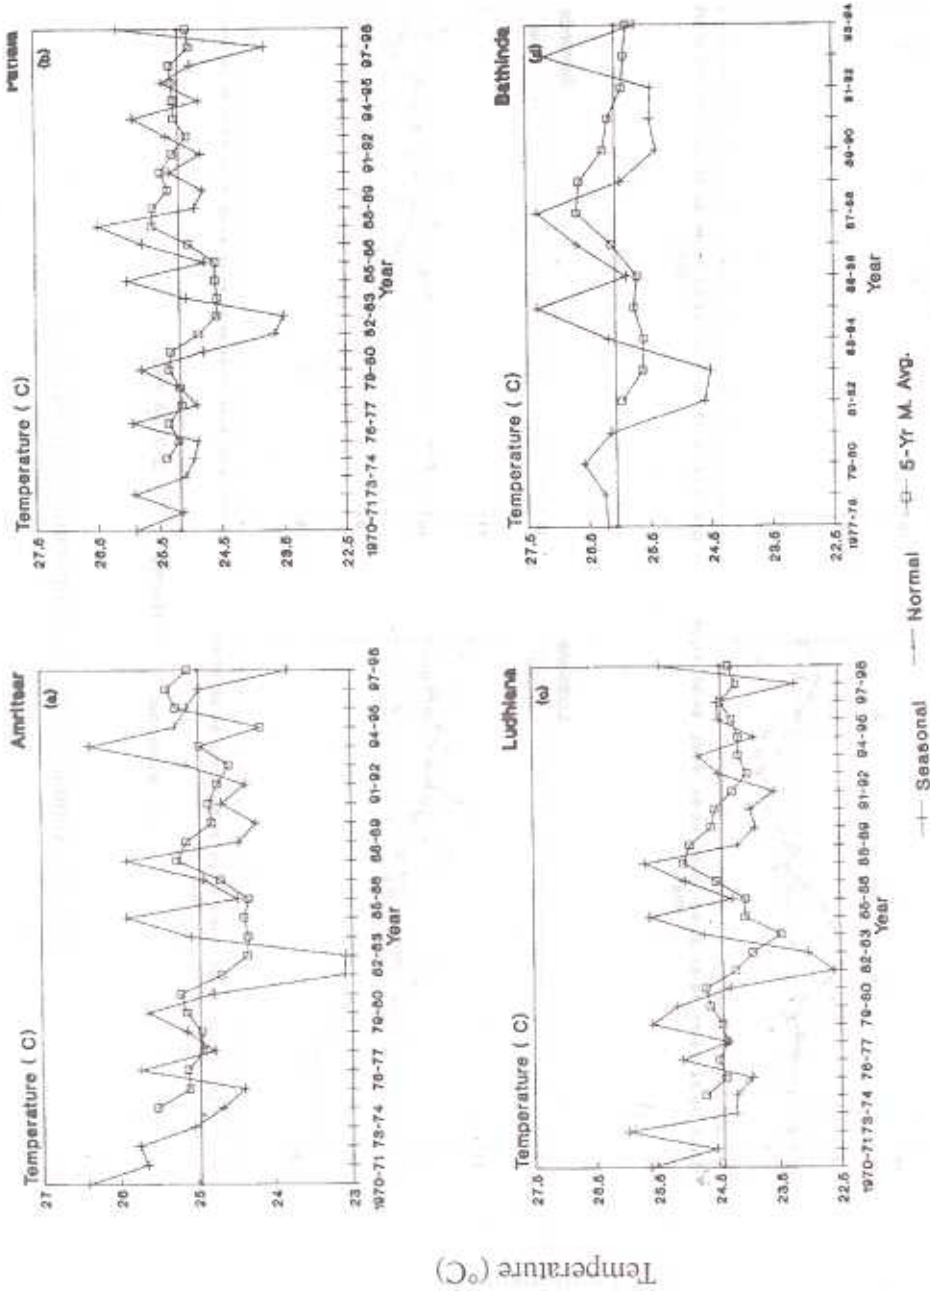 Amritsar
(a)
Temperature ( C)
27
26
25
24
23
1970-71 73-74 76-77 79-80 82-83 85-86 88-89 91-92 94-95 97-98
Year
Patiala
(b)
Temperature ( C)
27.5
26.5
25.5
24.5
23.5
22.5
1970-71 73-74 76-77 79-80 82-83 85-86 88-89 91-92 94-95 97-98
Year
Ludhiana
(c)
Temperature ( C)
27.5
26.5
25.5
24.5
23.5
22.5
1970-71 73-74 76-77 79-80 82-83 85-86 88-89 91-92 94-95 97-98
Year
Bathinda
(d)
Temperature ( C)
27.5
26.5
25.5
24.5
23.5
22.5
1977-78 79-80 81-82 83-84 85-86 87-88 89-90 91-92 93-94
Year
Seasonal Normal 5-Yr M. Avg.
Temperature (°C)